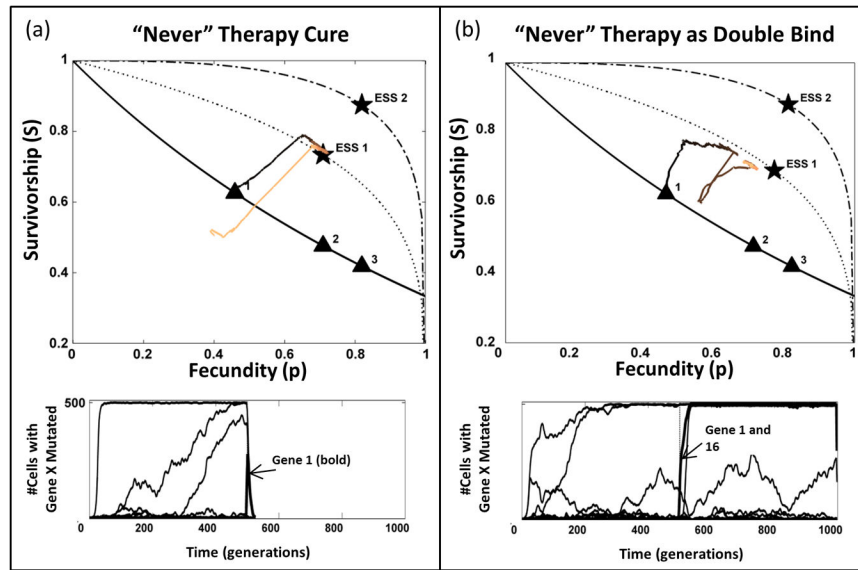 (a) "Never" Therapy Cure
Survivorship (S)
1
0.8
0.6
0.4
0.2
0
0.2
0.4
0.6
0.8
1
Fecundity (p)
ESS 2
ESS 1
1
2
3
#Cells with
Gene X Mutated
500
Gene 1 (bold)
0
200
400
600
800
1000
Time (generations)
(b) "Never" Therapy as Double Bind
Survivorship (S)
1
0.8
0.6
0.4
0.2
0
0.2
0.4
0.6
0.8
1
Fecundity (p)
ESS 2
ESS 1
1
2
3
#Cells with
Gene X Mutated
Gene 1 and
16
0
200
400
600
800
1000
Time (generations)